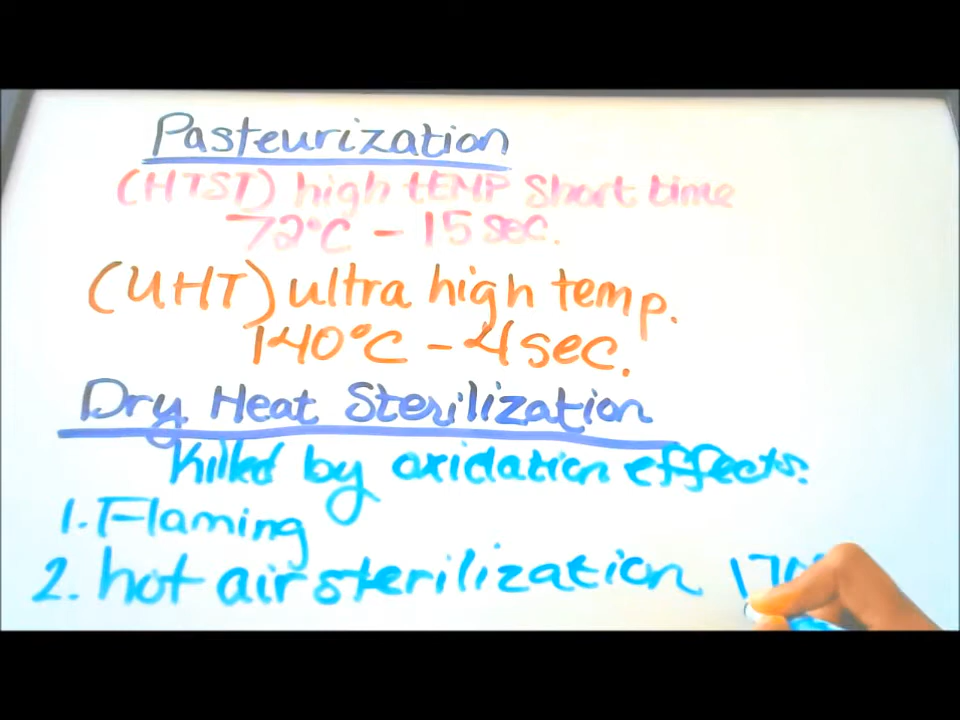 Pasteurization
(HTST) high tEMP Short time
72°C - 15 sec.
(UHT) ultra high temp.
140°C - 4 sec.
Dry Heat Sterilization
Killed by oxidation effects.
1. Flaming
2. hot air sterilization 170